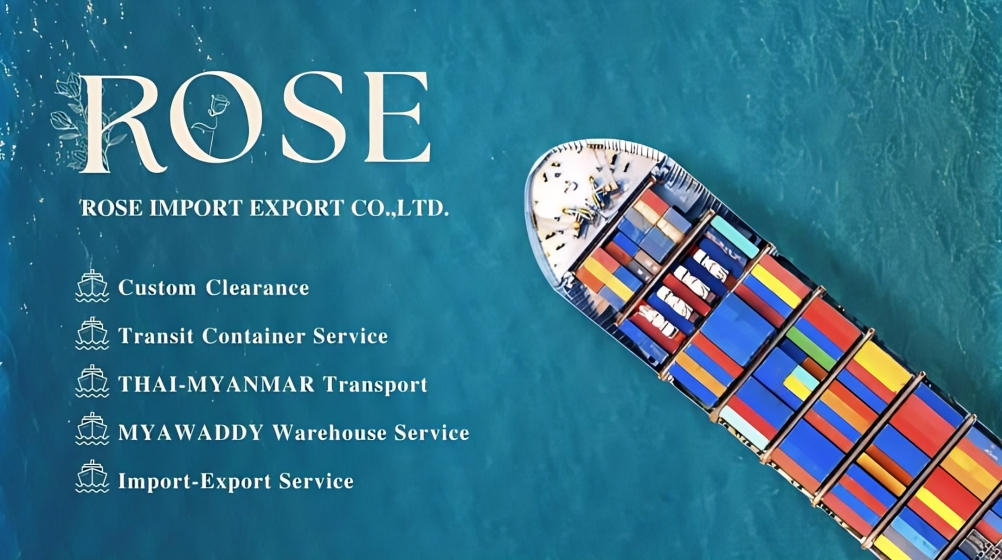 ROSE
ROSE IMPORT EXPORT CO.,LTD.
Custom Clearance
Transit Container Service
THAI-MYANMAR Transport
MYAWADDY Warehouse Service
Import-Export Service